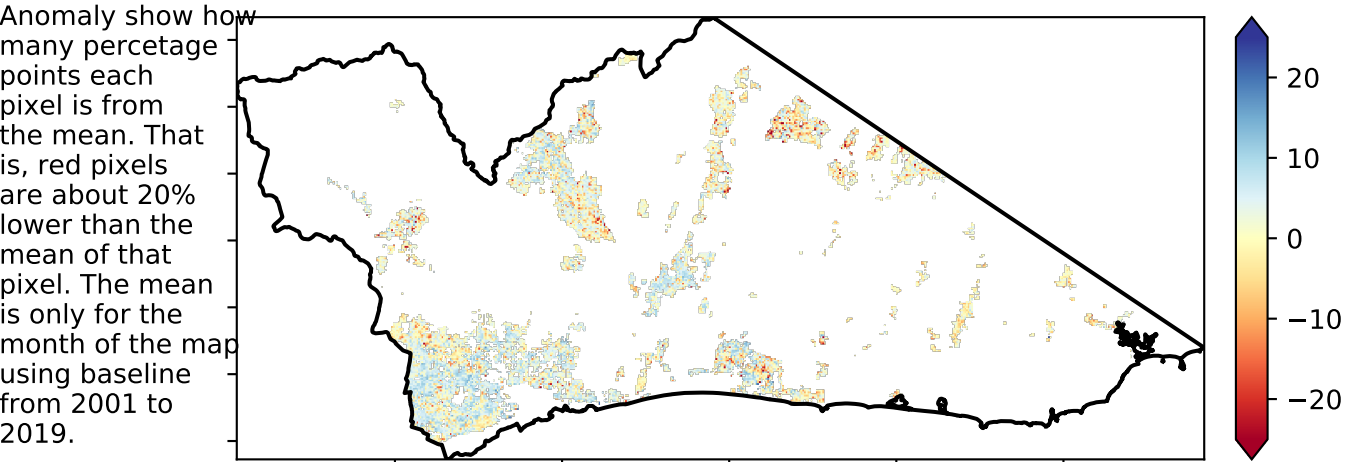 Anomaly show how
many percetage
points each
pixel is from
the mean. That
is, red pixels
are about 20%
lower than the
mean of that
pixel. The mean
is only for the
month of the map
using baseline
from 2001 to
2019.
20
10
0
−10
−20